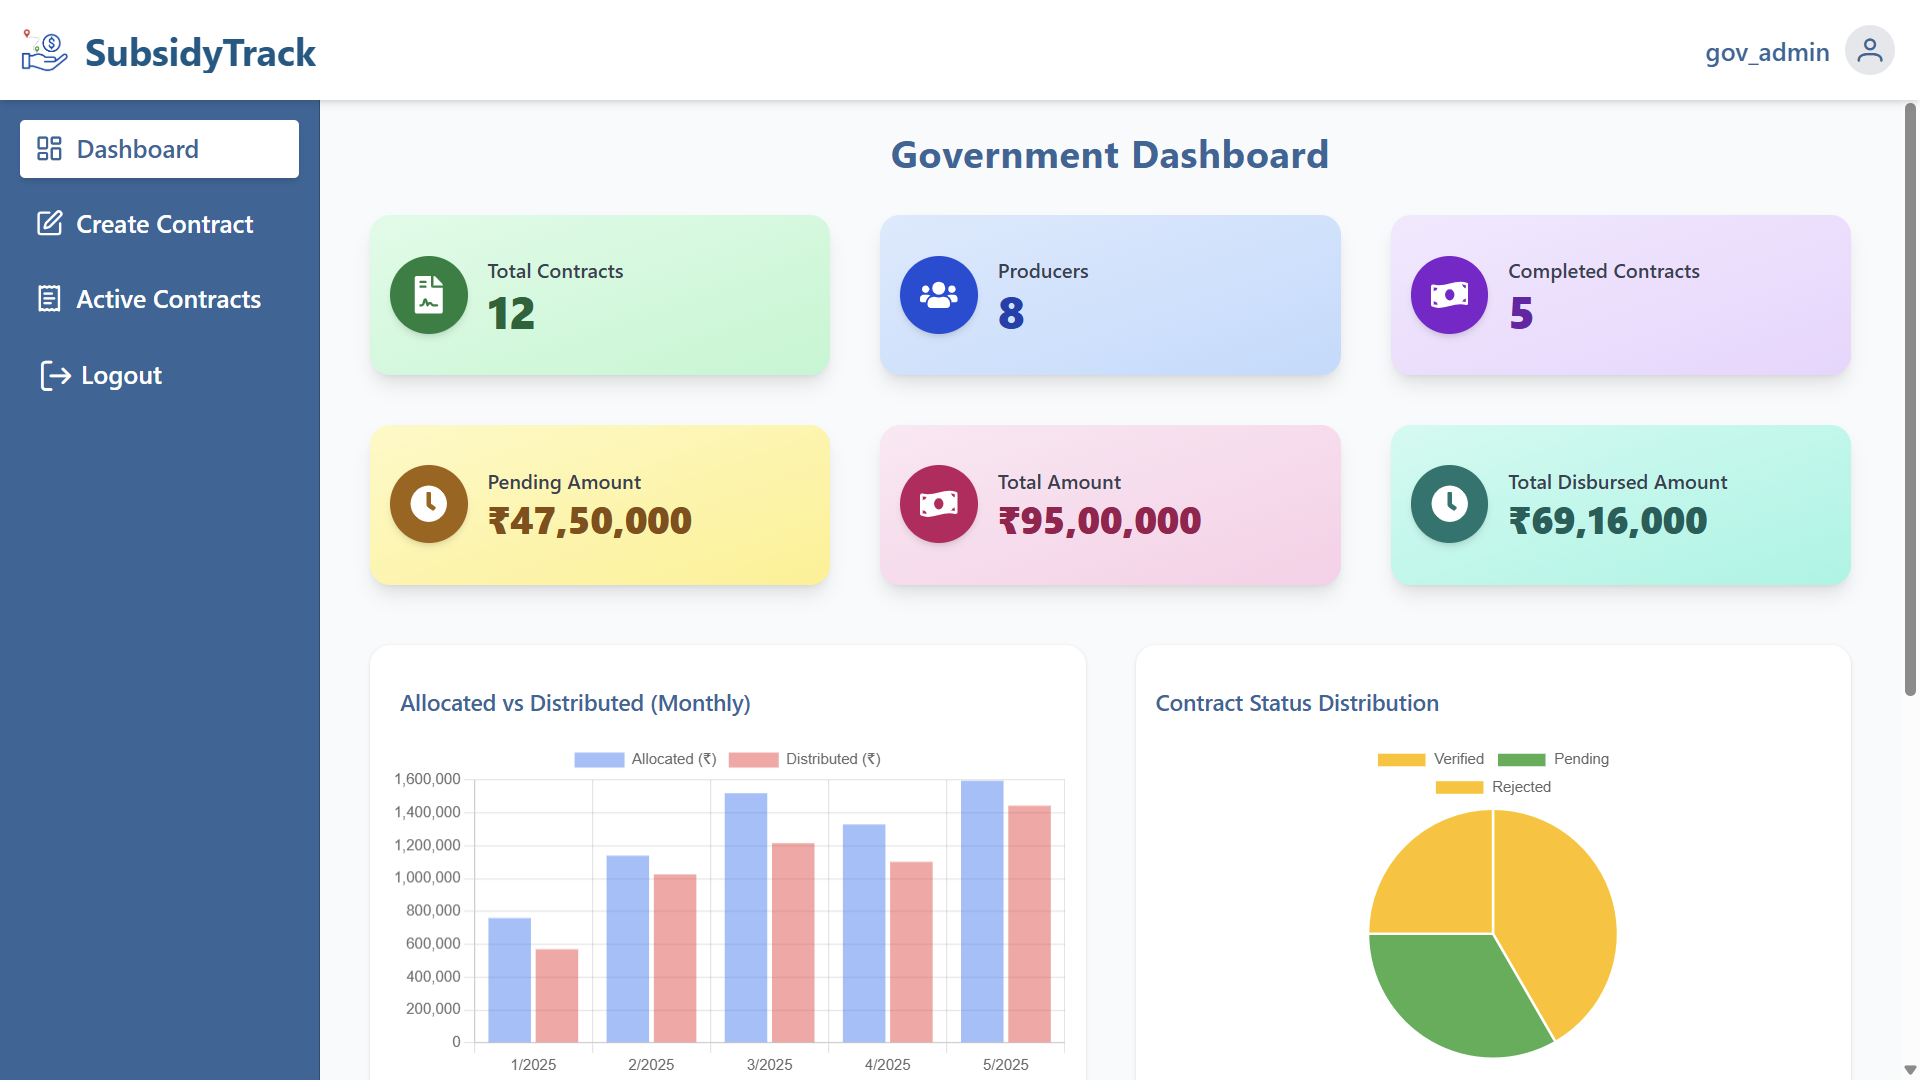 SubsidyTrack
gov_admin
Dashboard
Create Contract
Active Contracts
Logout
Government Dashboard
Total Contracts
12
Producers
8
Completed Contracts
5
Pending Amount
₹47,50,000
Total Amount
₹95,00,000
Total Disbursed Amount
₹69,16,000
Allocated vs Distributed (Monthly)
Allocated (₹) Distributed (₹)
1,600,000
1,400,000
1,200,000
1,000,000
800,000
600,000
400,000
200,000
0
1/2025 2/2025 3/2025 4/2025 5/2025
Contract Status Distribution
Verified Pending
Rejected